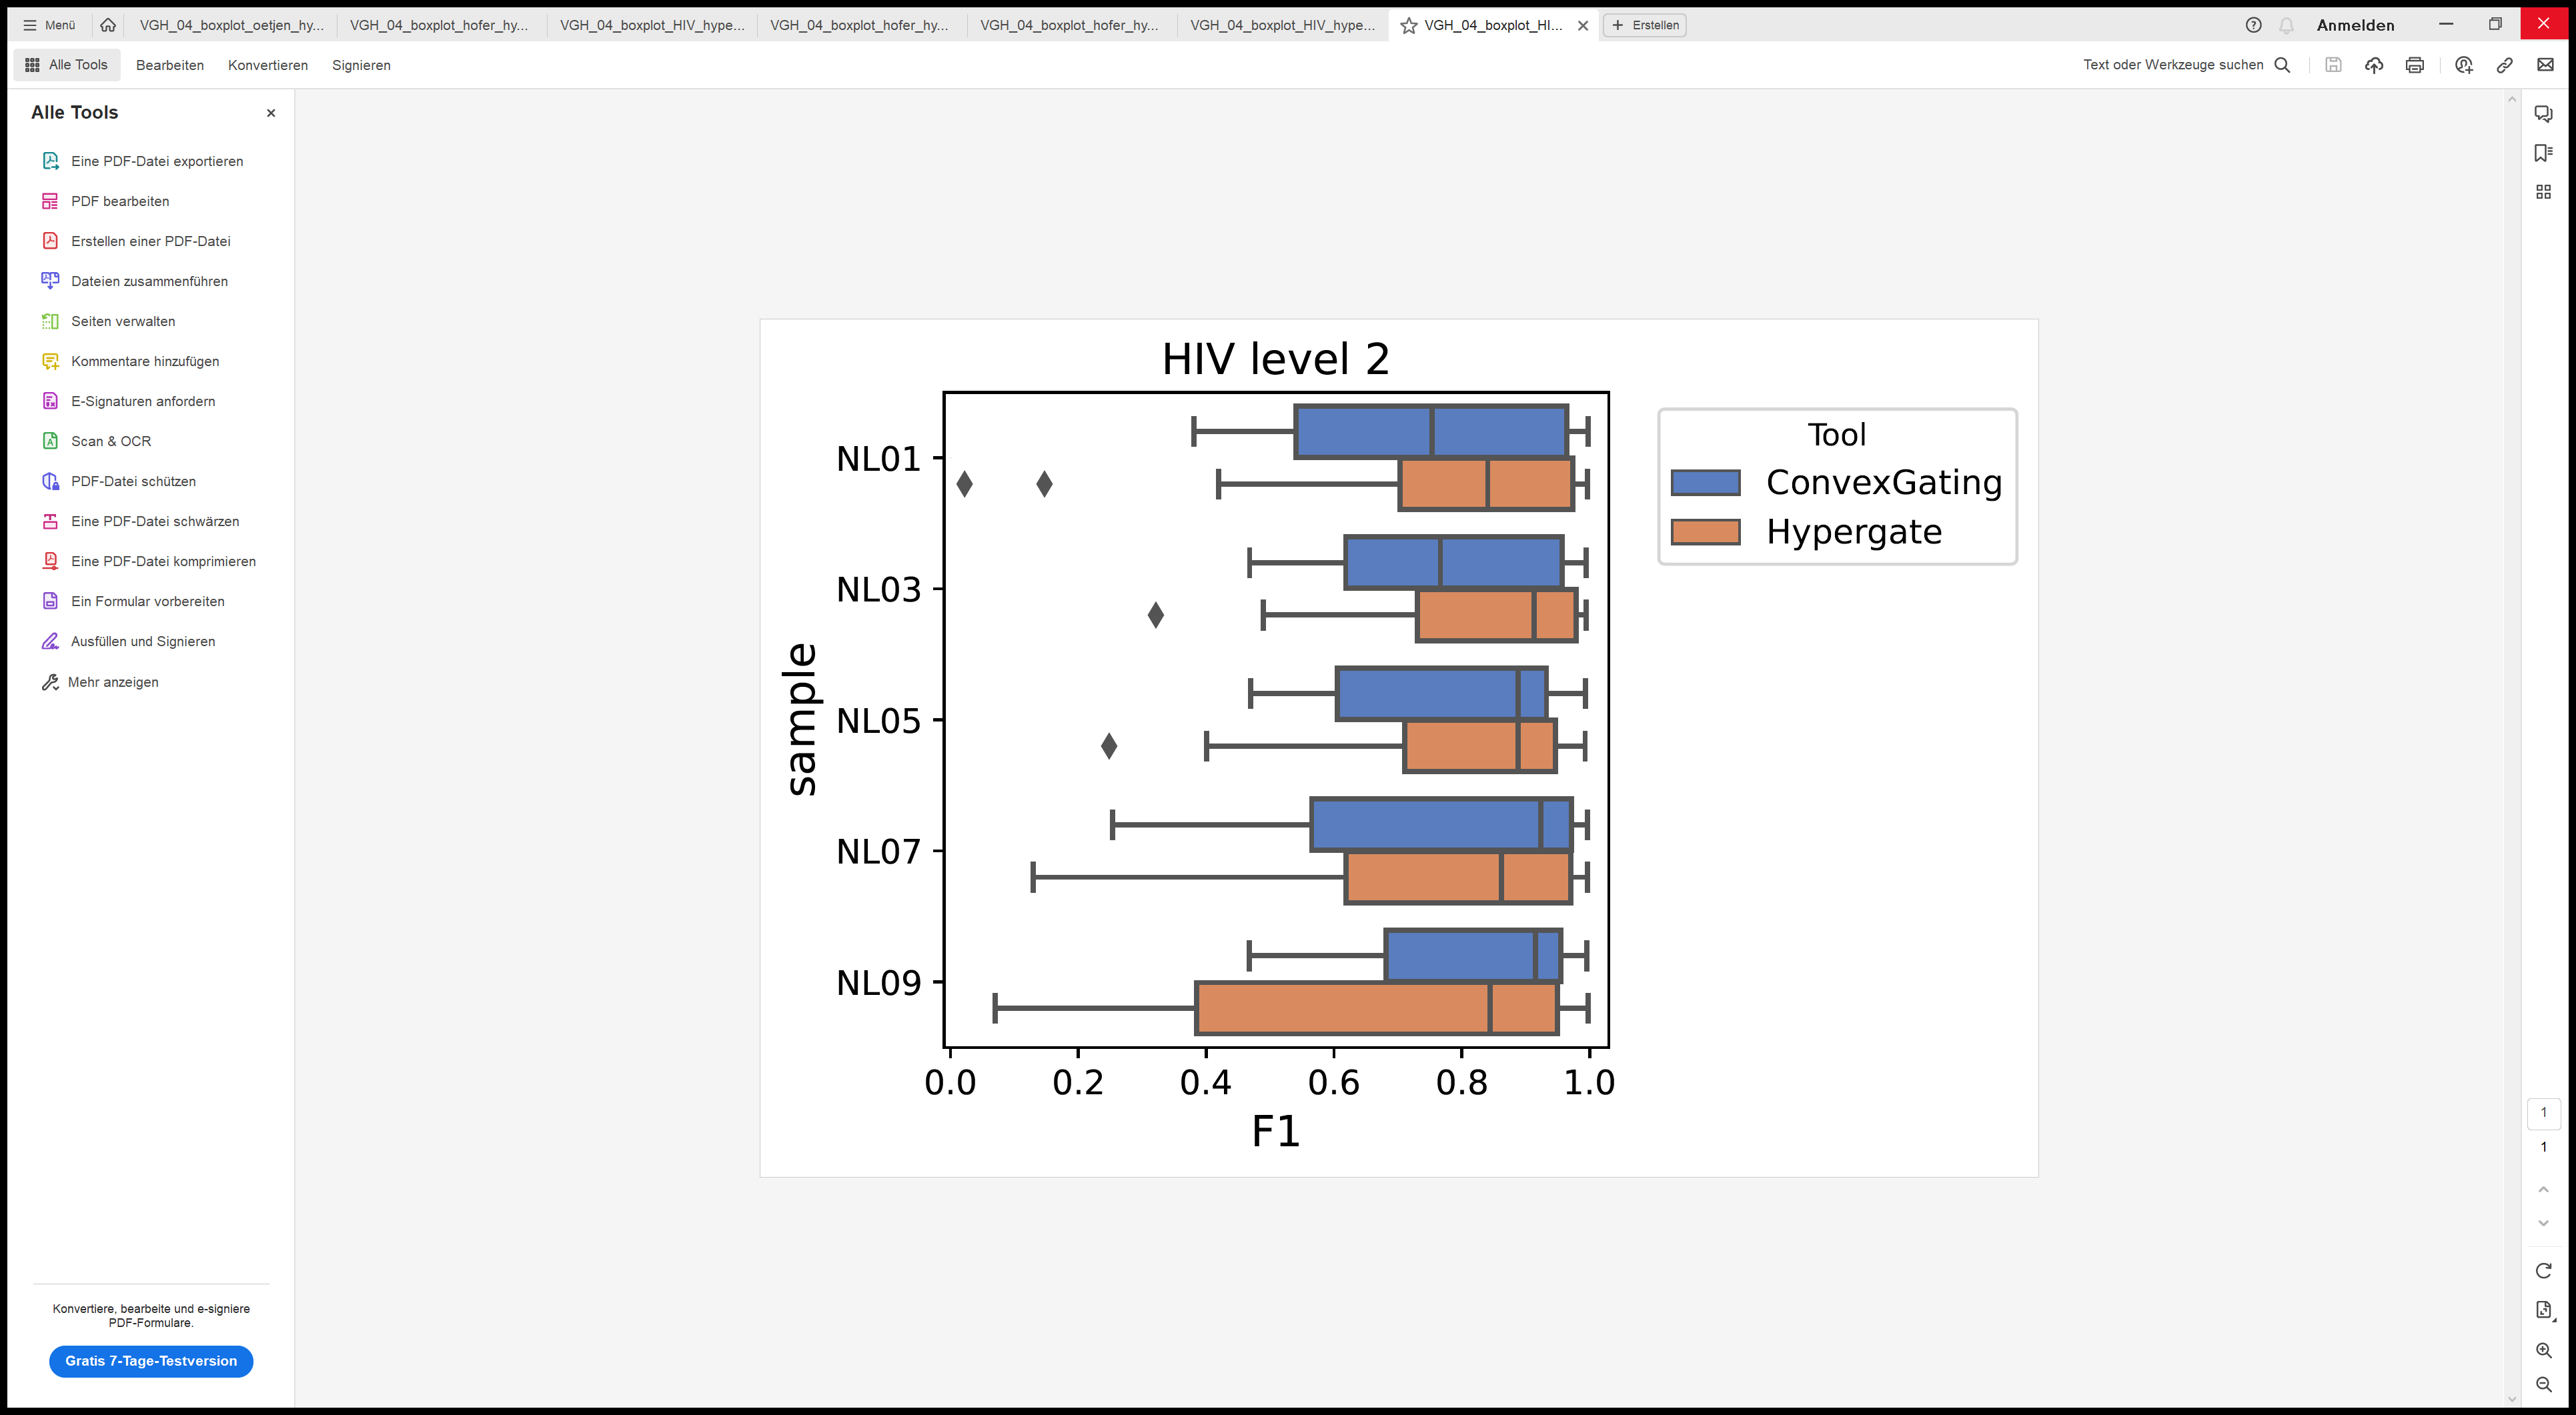 Menü
VGH_04_boxplot_oetjen_hy...
VGH_04_boxplot_hofer_hy...
VGH_04_boxplot_HIV_hype...
VGH_04_boxplot_hofer_hy...
VGH_04_boxplot_hofer_hy...
VGH_04_boxplot_HIV_hype...
VGH_04_boxplot_HI...
Erstellen
Anmelden
Alle Tools
Bearbeiten
Konvertieren
Signieren
Text oder Werkzeuge suchen
Alle Tools
Eine PDF-Datei exportieren
PDF bearbeiten
Erstellen einer PDF-Datei
Dateien zusammenführen
Seiten verwalten
Kommentare hinzufügen
E-Signaturen anfordern
Scan & OCR
PDF-Datei schützen
Eine PDF-Datei schwärzen
Eine PDF-Datei komprimieren
Ein Formular vorbereiten
Ausfüllen und Signieren
Mehr anzeigen
Konvertiere, bearbeite und e-signiere
PDF-Formulare.
Gratis 7-Tage-Testversion
HIV level 2
sample
NL01
NL03
NL05
NL07
NL09
0.0 0.2 0.4 0.6 0.8 1.0
F1
Tool
ConvexGating
Hypergate
1
1